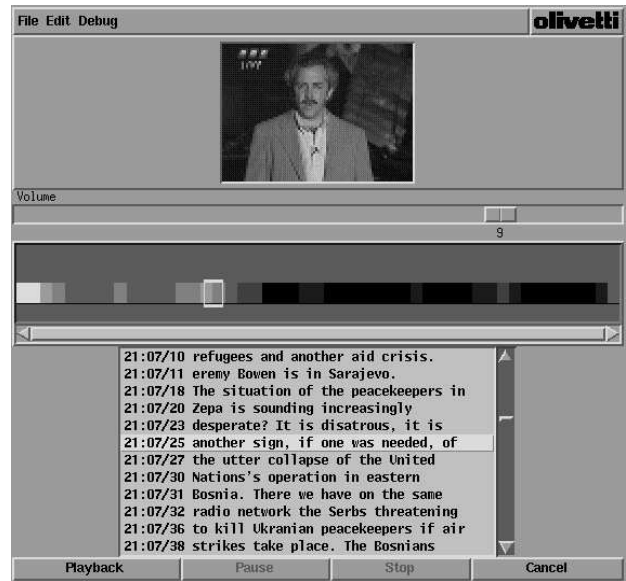 File Edit Debug
olivetti
LIVE
Volume
9
21:07/10 refugees and another aid crisis.
21:07/11 eremy Bowen is in Sarajevo.
21:07/18 The situation of the peacekeepers in
21:07/20 Zepa is sounding increasingly
21:07/23 desperate? It is disatrous, it is
21:07/25 another sign, if one was needed, of
21:07/27 the utter collapse of the United
21:07/30 Nations's operation in eastern
21:07/31 Bosnia. There we have on the same
21:07/32 radio network the Serbs threatening
21:07/36 to kill Ukranian peacekeepers if air
21:07/38 strikes take place. The Bosnians
Playback Pause Stop Cancel